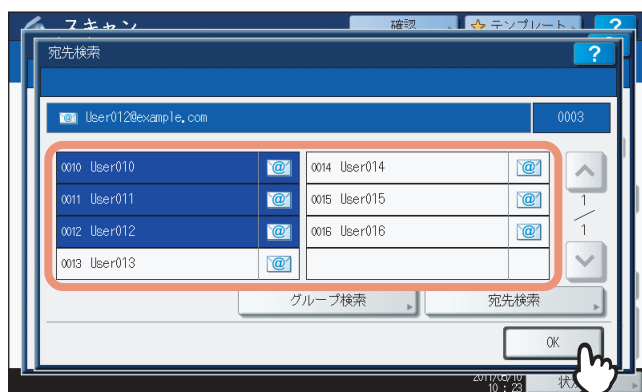 スキャン 確認 テンプレート ?
宛先検索 ?
User012@example.com 0003
0010 User010 0014 User014
0011 User011 0015 User015
0012 User012 0016 User016
0013 User013
1
1
グループ検索 宛先検索
OK
2011/05/10
10:23